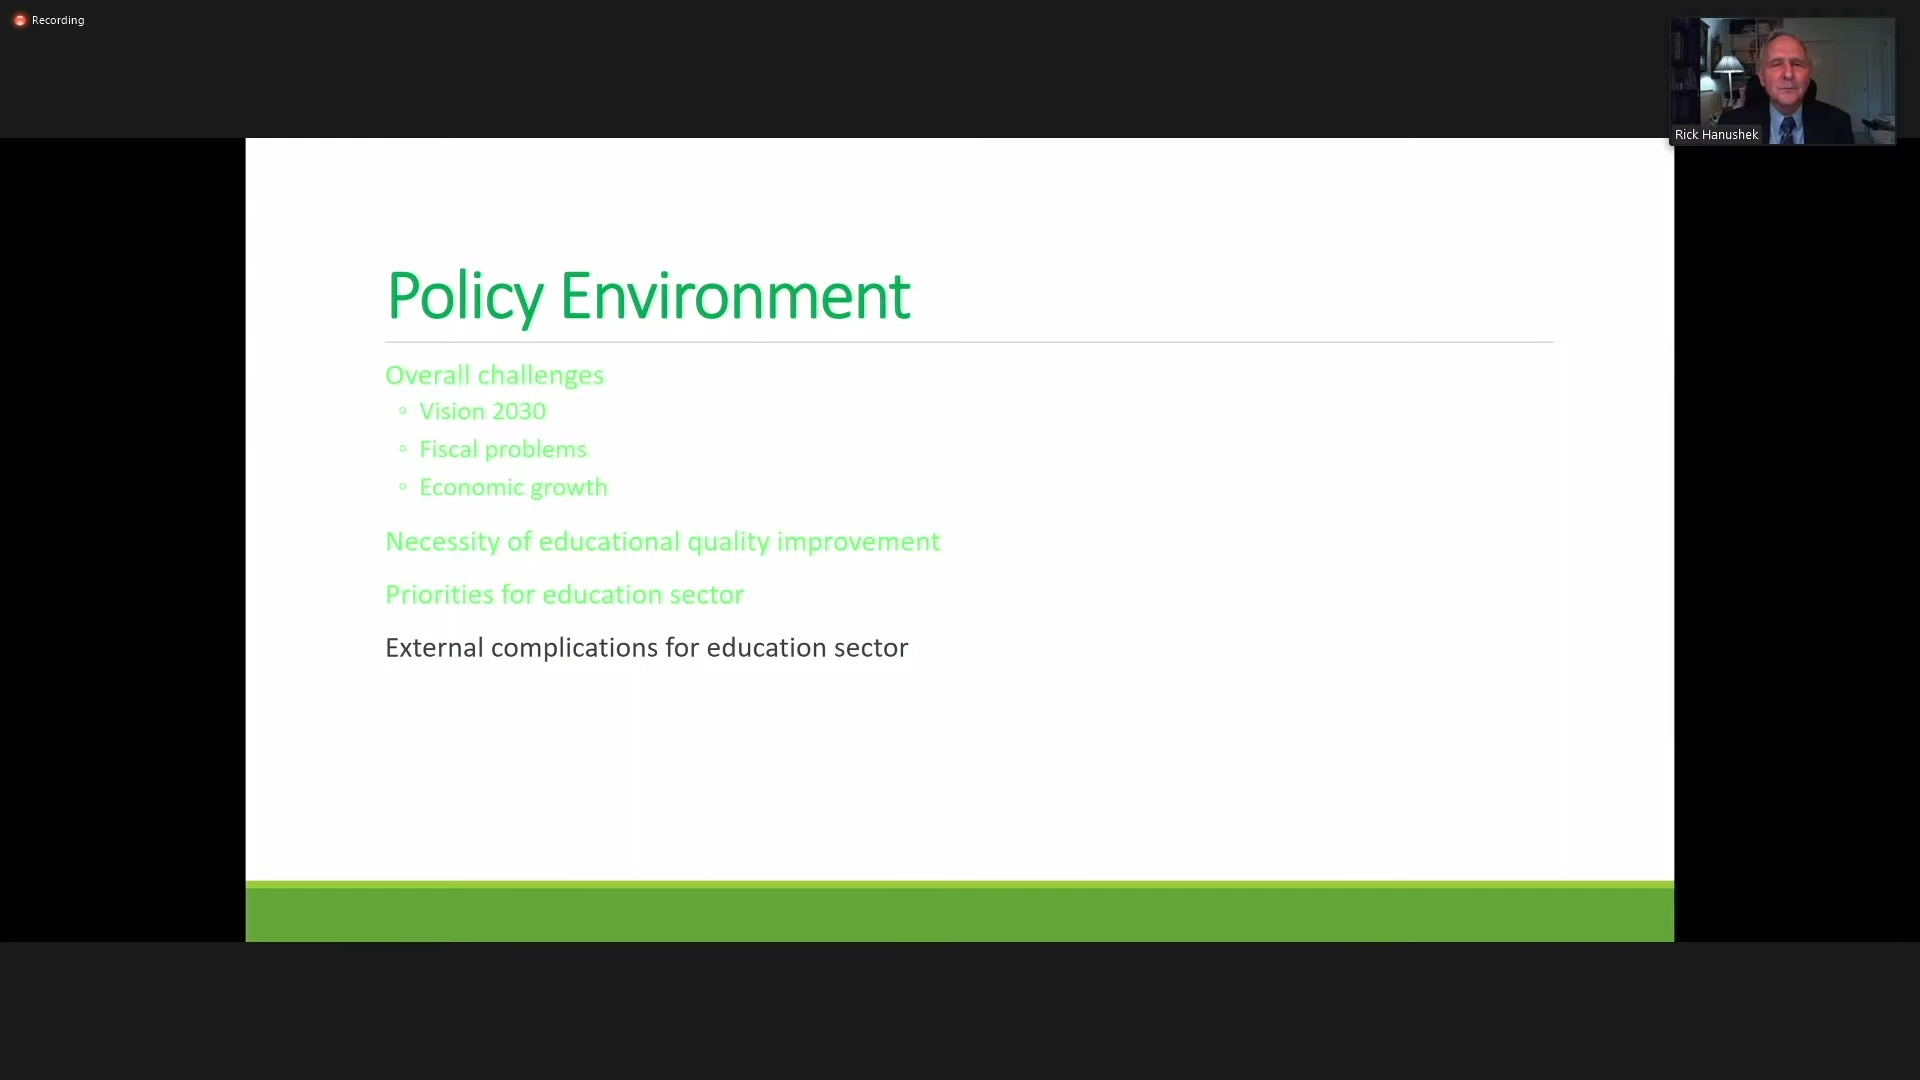 Recording
Rick Hanushek
Policy Environment
Overall challenges
Vision 2030
Fiscal problems
Economic growth
Necessity of educational quality improvement
Priorities for education sector
External complications for education sector